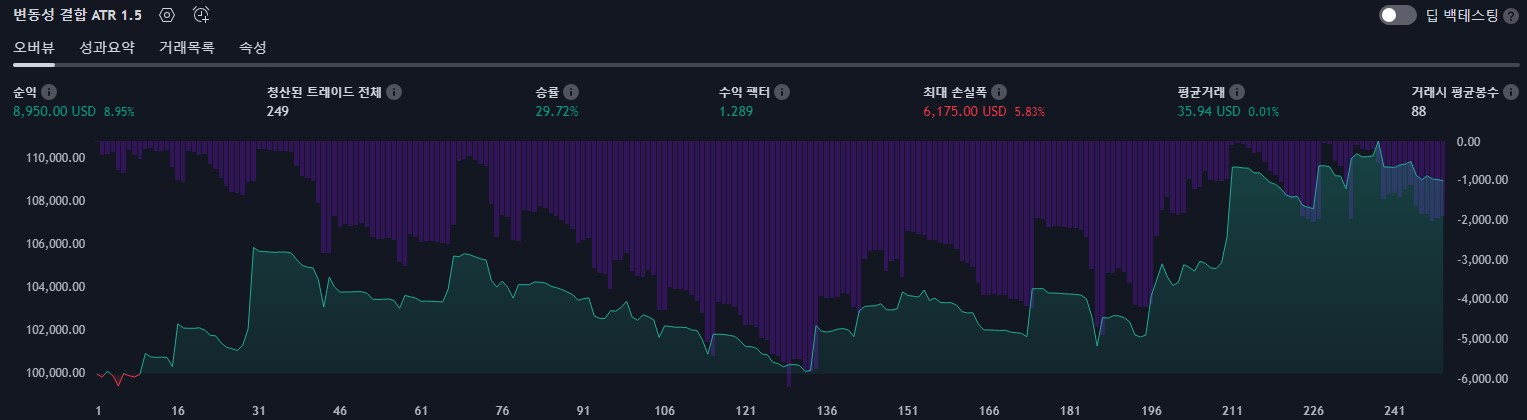 변동성 결합 ATR 1.5
딥 백테스팅 ?
오버뷰 성과요약 거래목록 속성
순익 청산된 트레이드 전체 승률 수익 팩터 최대 손실폭 평균거래 거래시 평균봉수
8,950.00 USD 8.95% 249 29.72% 1.289 6,175.00 USD 5.83% 35.94 USD 0.01% 88
0.00
110,000.00
-1,000.00
108,000.00
-2,000.00
106,000.00
-3,000.00
104,000.00
-4,000.00
102,000.00
-5,000.00
100,000.00
-6,000.00
1 16 31 46 61 76 91 106 121 136 151 166 181 196 211 226 241